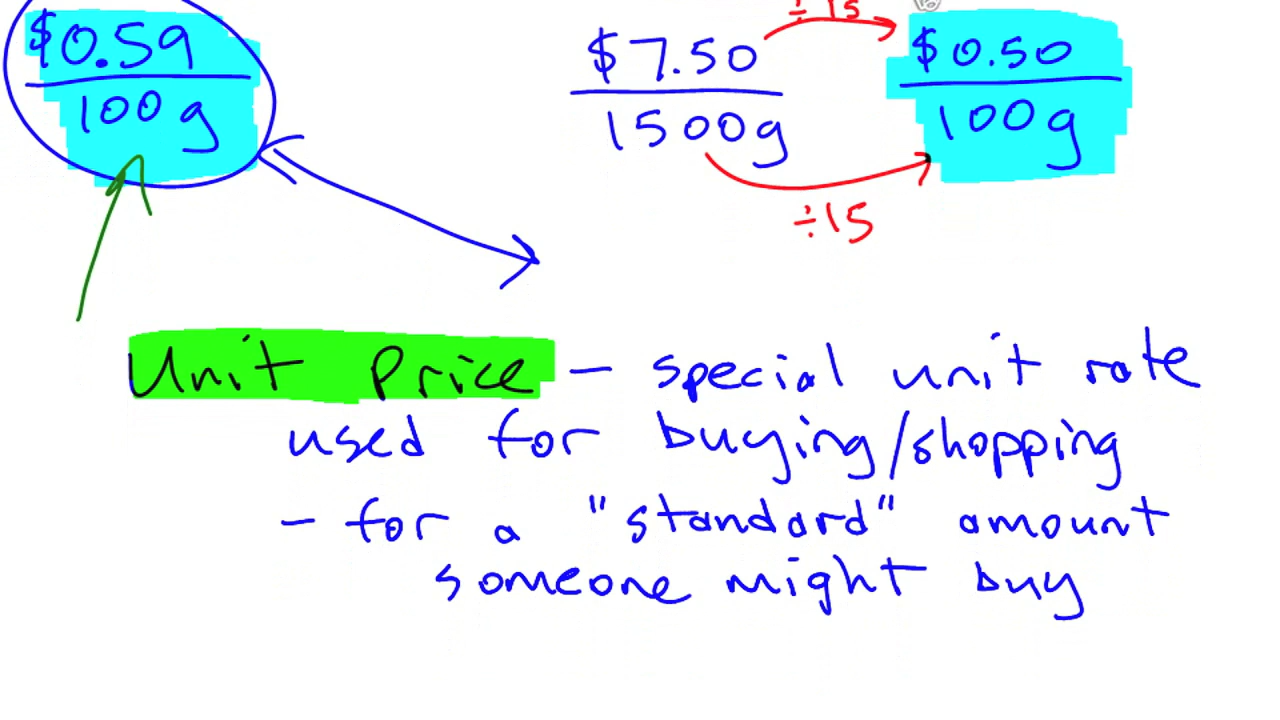 ÷15
$0.59
100g
$7.50
1500g
$0.50
100g
÷15
Unit Price – special unit rate
used for buying/shopping
– for a "standard" amount
someone might buy